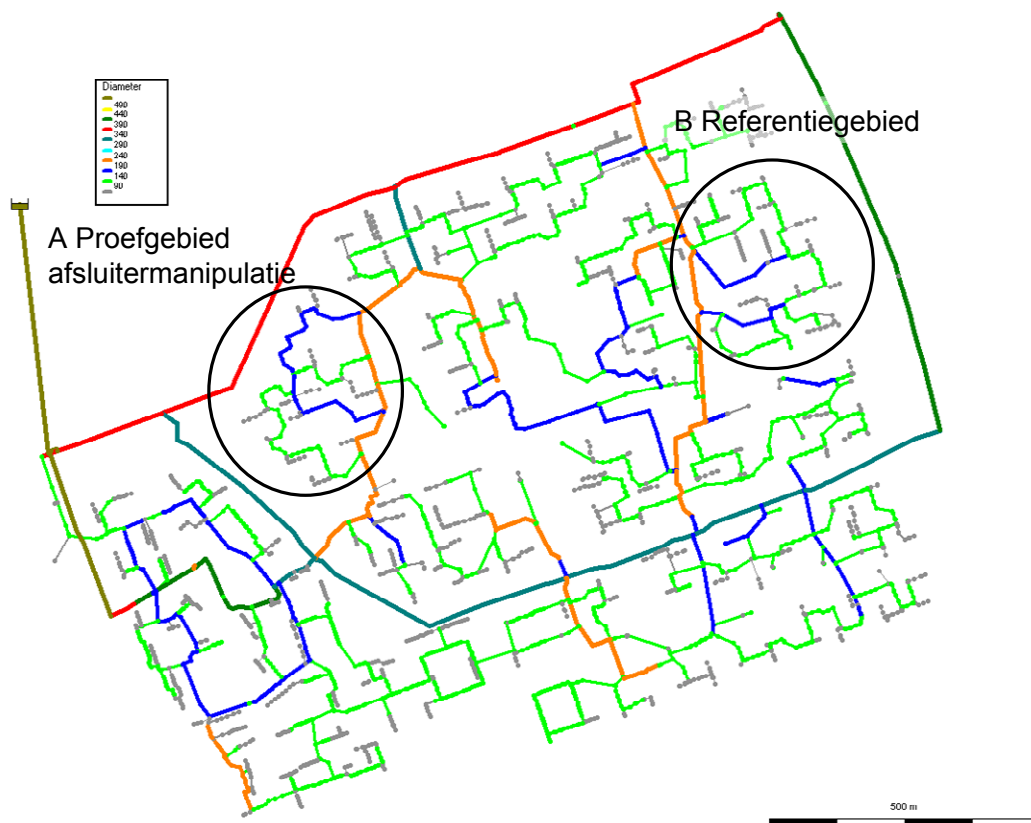 Diameter
490
440
390
340
290
240
190
140
90
B Referentiegebied
A Proefgebied
afsluitermanipulatie
500 m